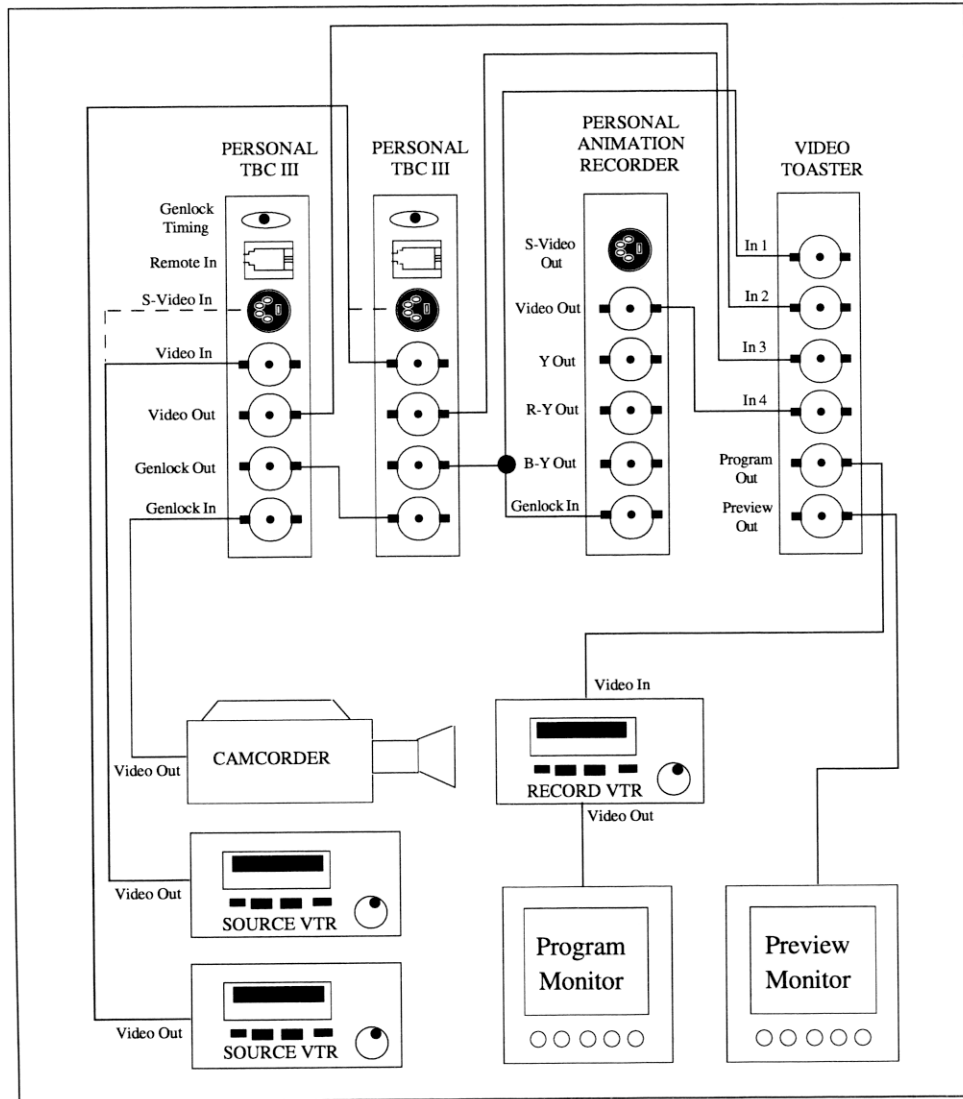 PERSONAL
TBC III
PERSONAL
TBC III
PERSONAL
ANIMATION
RECORDER
VIDEO
TOASTER
Genlock
Timing
Remote In
S-Video In
Video In
Video Out
Genlock Out
Genlock In
S-Video
Out
Video Out
Y Out
R-Y Out
B-Y Out
Genlock In
In 1
In 2
In 3
In 4
Program
Out
Preview
Out
Video Out
CAMCORDER
Video In
RECORD VTR
Video Out
Video Out
SOURCE VTR
Video Out
SOURCE VTR
Program
Monitor
Preview
Monitor